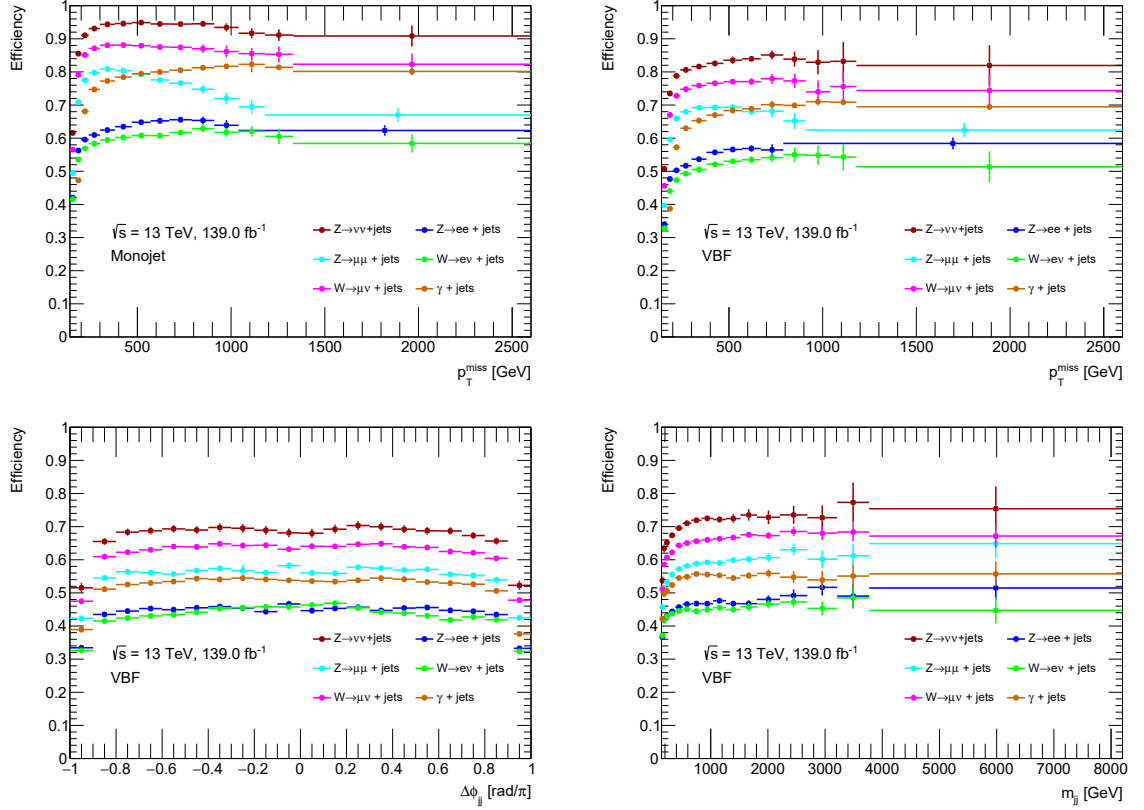 Efficiency
1
0.9
0.8
0.7
0.6
0.5
0.4
0.3
0.2
0.1
0
√s = 13 TeV, 139.0 fb⁻¹
Monojet
Z→νν+jets
Z→ee + jets
Z→μμ + jets
W→eν + jets
W→μν + jets
γ + jets
500 1000 1500 2000 2500
p_T^miss [GeV]
Efficiency
1
0.9
0.8
0.7
0.6
0.5
0.4
0.3
0.2
0.1
0
√s = 13 TeV, 139.0 fb⁻¹
VBF
Z→νν+jets
Z→ee + jets
Z→μμ + jets
W→eν + jets
W→μν + jets
γ + jets
500 1000 1500 2000 2500
p_T^miss [GeV]
Efficiency
1
0.9
0.8
0.7
0.6
0.5
0.4
0.3
0.2
0.1
0
√s = 13 TeV, 139.0 fb⁻¹
VBF
Z→νν+jets
Z→ee + jets
Z→μμ + jets
W→eν + jets
W→μν + jets
γ + jets
−1 −0.8 −0.6 −0.4 −0.2 0 0.2 0.4 0.6 0.8 1
Δϕ_jj [rad/π]
Efficiency
1
0.9
0.8
0.7
0.6
0.5
0.4
0.3
0.2
0.1
0
√s = 13 TeV, 139.0 fb⁻¹
VBF
Z→νν+jets
Z→ee + jets
Z→μμ + jets
W→eν + jets
W→μν + jets
γ + jets
1000 2000 3000 4000 5000 6000 7000 8000
m_jj [GeV]